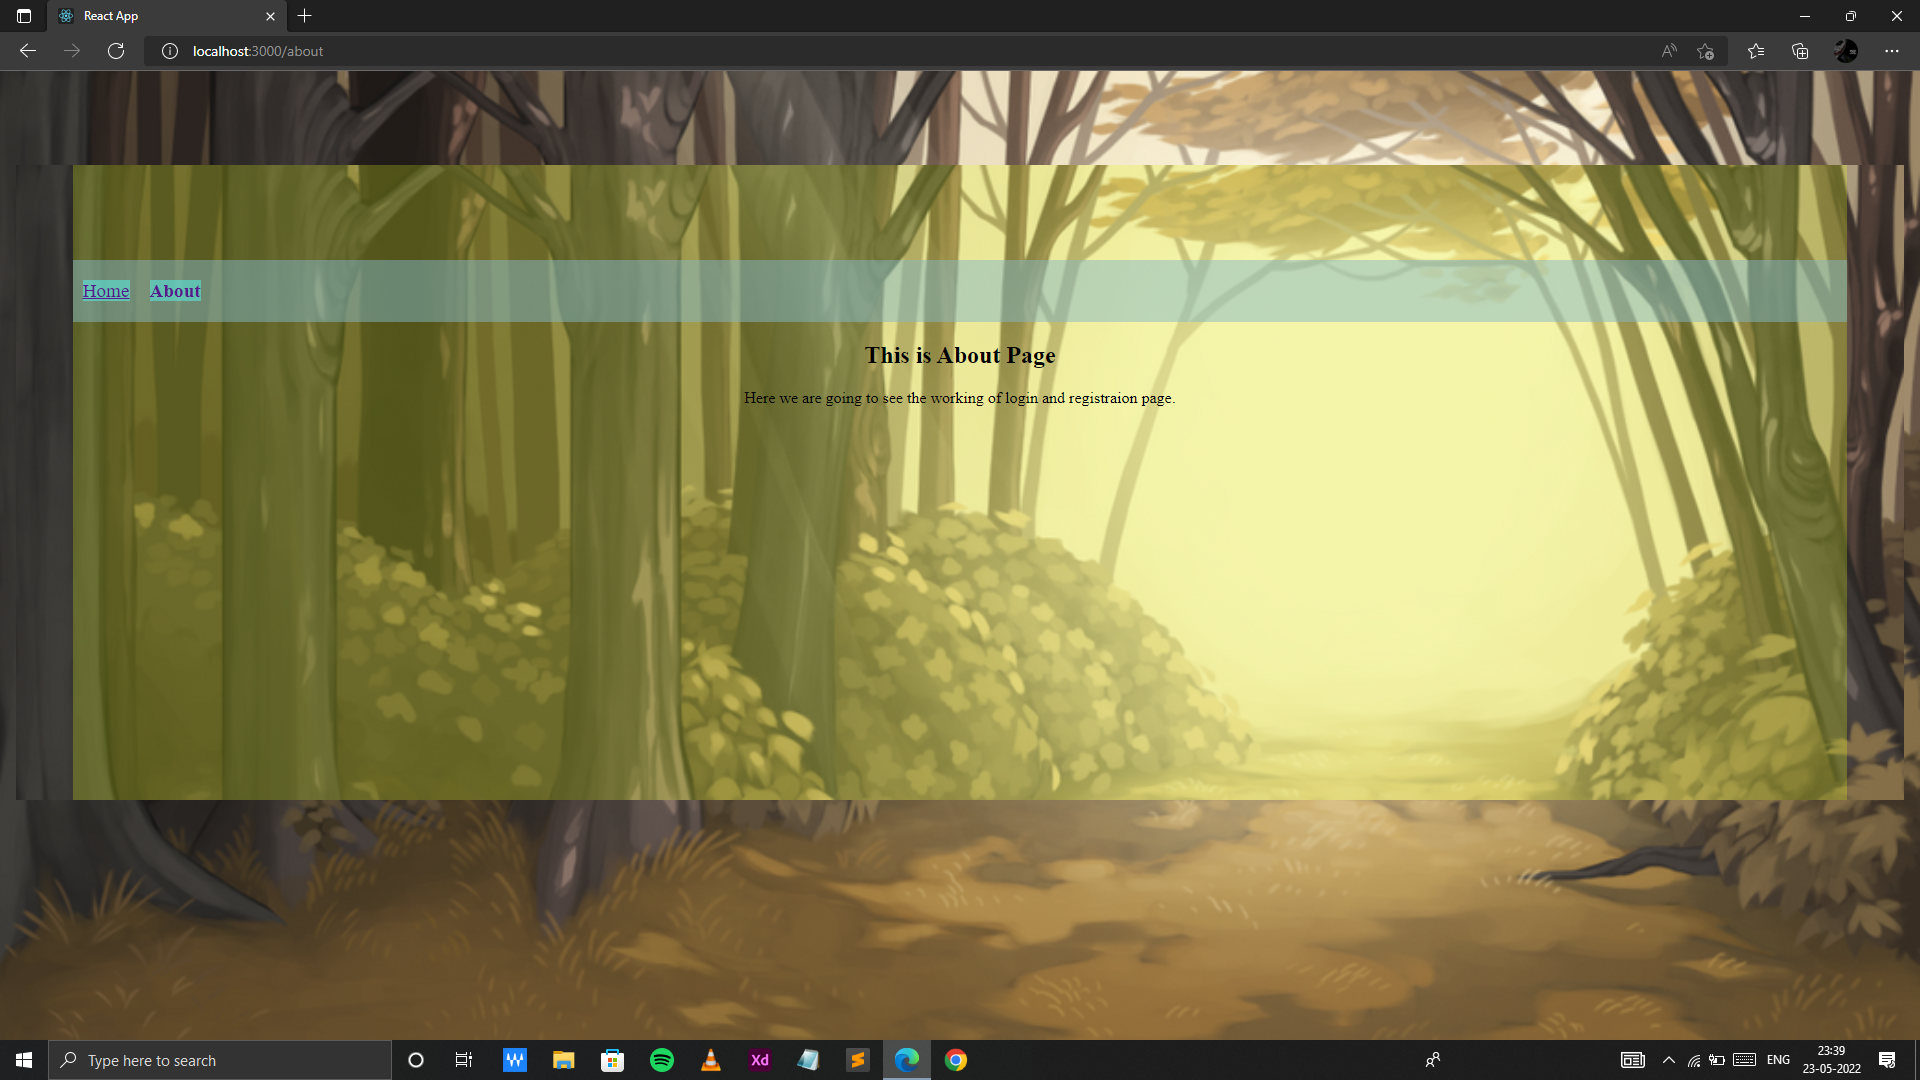 React App
localhost:3000/about
Home About
This is About Page
Here we are going to see the working of login and registraion page.
Type here to search
Xd
ENG
23:39
23-05-2022